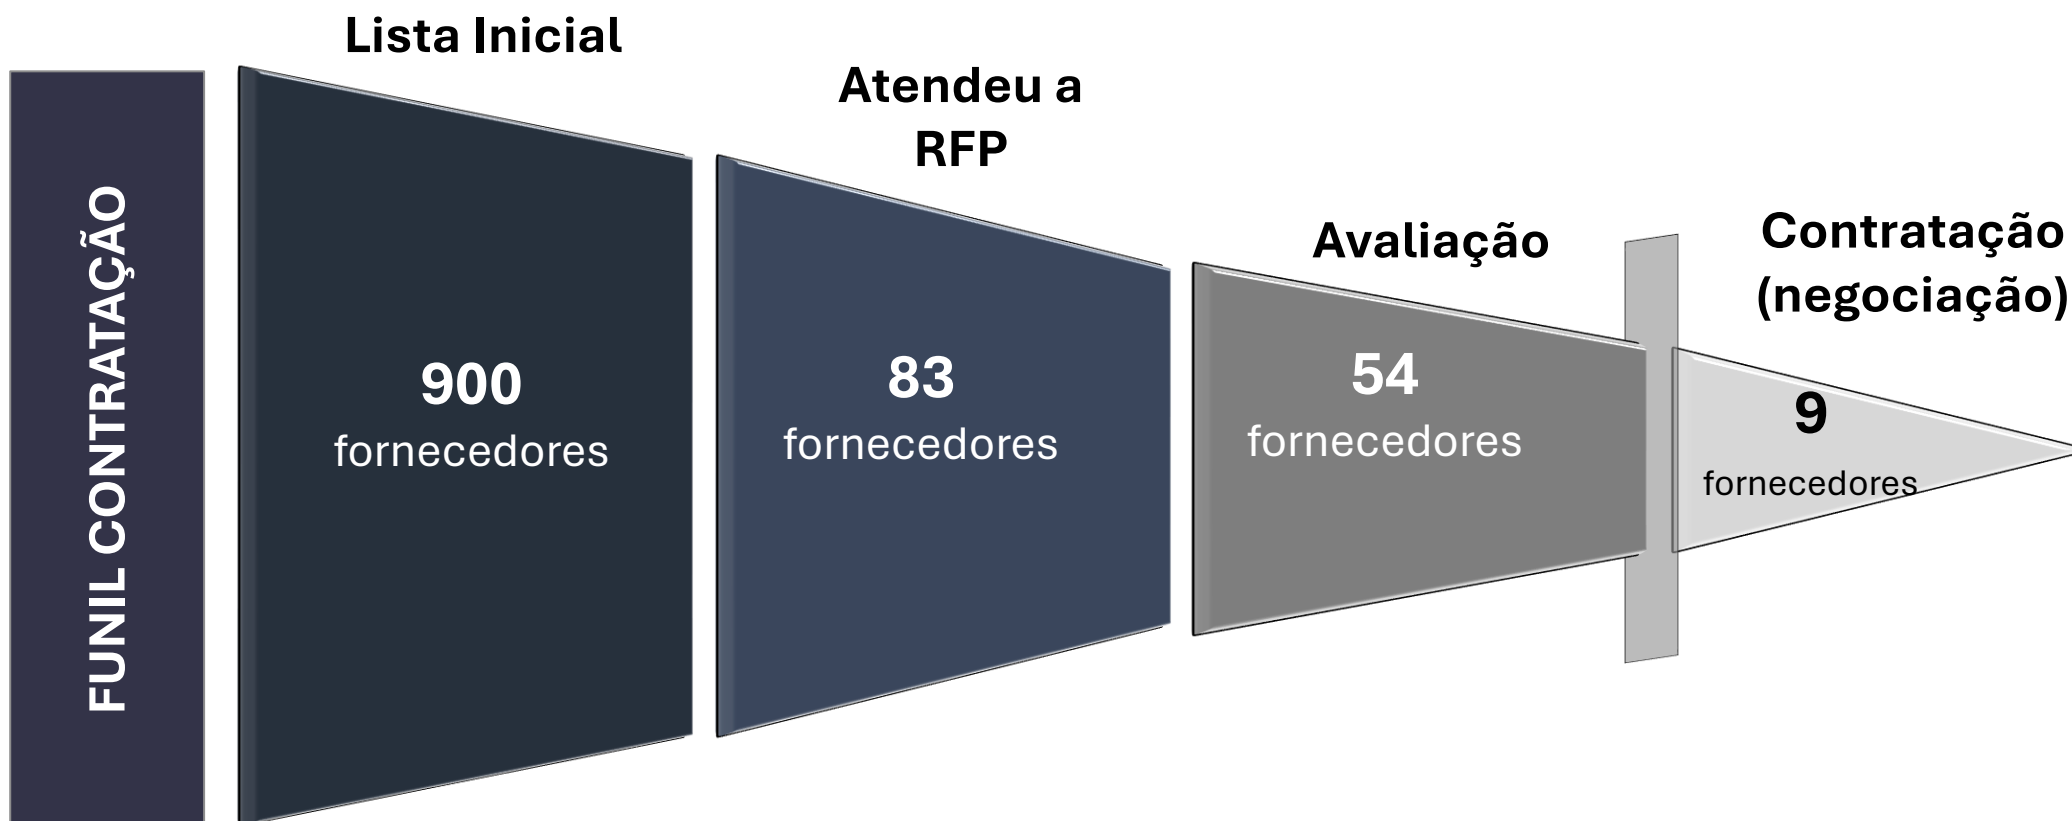 FUNIL CONTRATAÇÃO
Lista Inicial
900
fornecedores
Atendeu a
RFP
83
fornecedores
Avaliação
54
fornecedores
Contratação
(negociação)
9
fornecedores